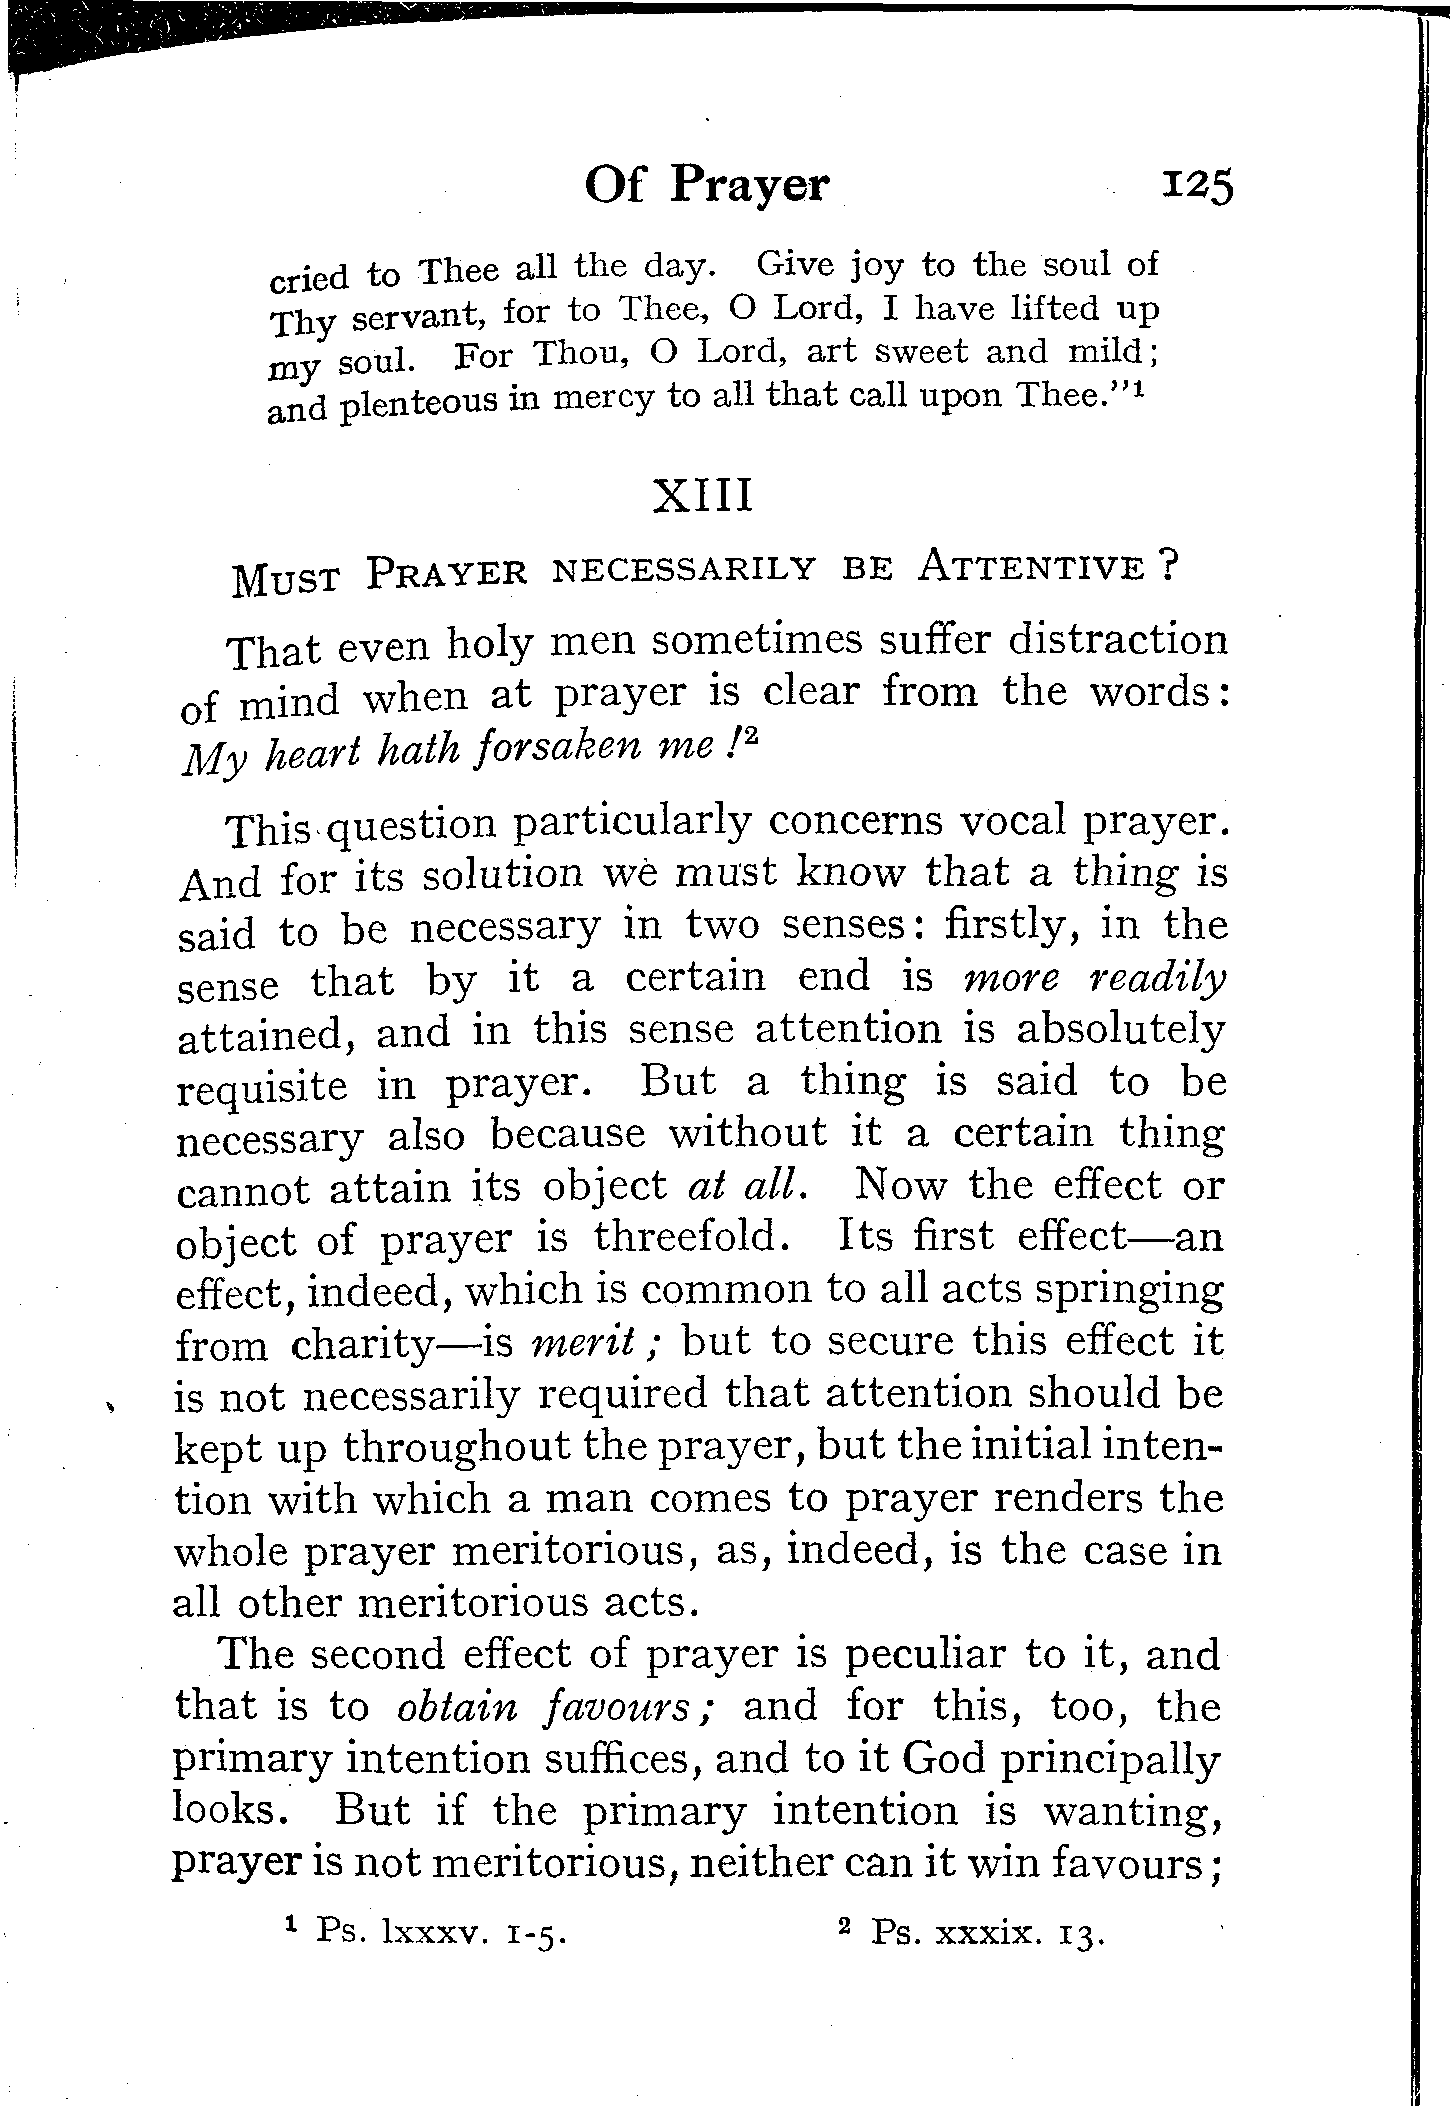 Of Prayer 125
cried to Thee all the day. Give joy to the soul of
Thy servant, for to Thee, O Lord, I have lifted up
my soul. For Thou, O Lord, art sweet and mild;
and plenteous in mercy to all that call upon Thee."¹
XIII
MUST PRAYER NECESSARILY BE ATTENTIVE?
That even holy men sometimes suffer distraction
of mind when at prayer is clear from the words:
My heart hath forsaken me!²
This question particularly concerns vocal prayer.
And for its solution we must know that a thing is
said to be necessary in two senses: firstly, in the
sense that by it a certain end is more readily
attained, and in this sense attention is absolutely
requisite in prayer. But a thing is said to be
necessary also because without it a certain thing
cannot attain its object at all. Now the effect or
object of prayer is threefold. Its first effect—an
effect, indeed, which is common to all acts springing
from charity—is merit; but to secure this effect it
is not necessarily required that attention should be
kept up throughout the prayer, but the initial inten-
tion with which a man comes to prayer renders the
whole prayer meritorious, as, indeed, is the case in
all other meritorious acts.
The second effect of prayer is peculiar to it, and
that is to obtain favours; and for this, too, the
primary intention suffices, and to it God principally
looks. But if the primary intention is wanting,
prayer is not meritorious, neither can it win favours;
¹ Ps. lxxxv. 1-5. ² Ps. xxxix. 13.